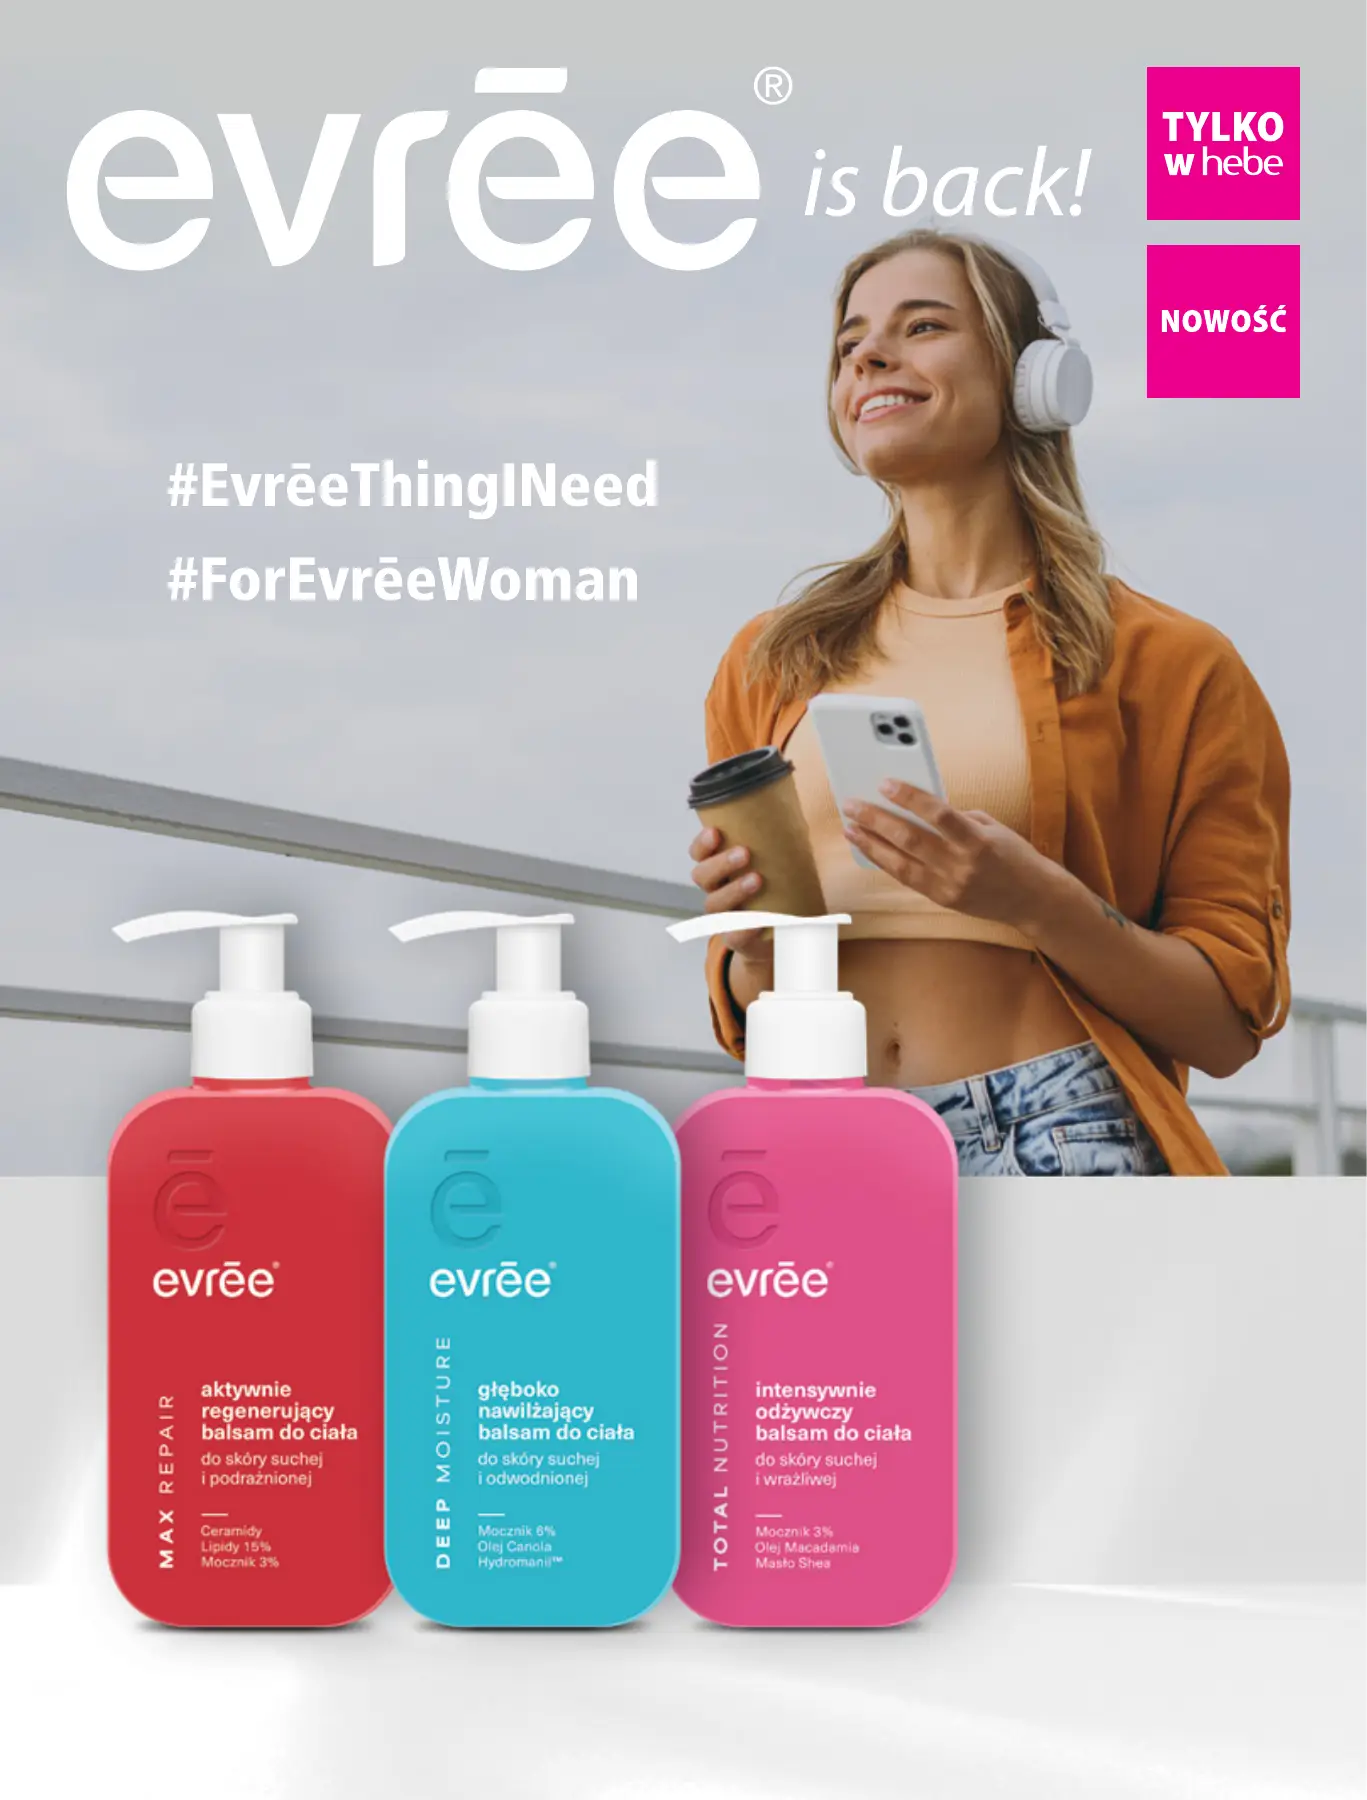 evrēe® is back!
TYLKO
w hebe
NOWOŚĆ
#EvrēeThingINeed
#ForEvrēeWoman
ē
evrēe®
MAX REPAIR
aktywnie
regenerujący
balsam do ciała
do skóry suchej
i podrażnionej
Ceramidy
Lipidy 15%
Mocznik 3%
ē
evrēe®
DEEP MOISTURE
głęboko
nawilżający
balsam do ciała
do skóry suchej
i odwodnionej
Mocznik 6%
Olej Canola
Hydromanil™
ē
evrēe®
TOTAL NUTRITION
intensywnie
odżywczy
balsam do ciała
do skóry suchej
i wrażliwej
Mocznik 3%
Olej Macadamia
Masło Shea